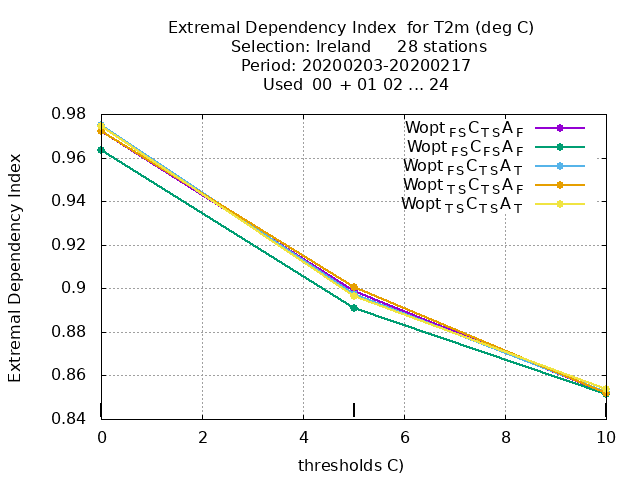 Extremal Dependency Index for T2m (deg C)
Selection: Ireland 28 stations
Period: 20200203-20200217
Used 00 + 01 02 ... 24
Extremal Dependency Index
0.98
0.96
0.94
0.92
0.9
0.88
0.86
0.84
Wopt FS C TS A F
Wopt FS C FS A F
Wopt FS C TS A T
Wopt TS C TS A F
Wopt TS C TS A T
0 2 4 6 8 10
thresholds C)